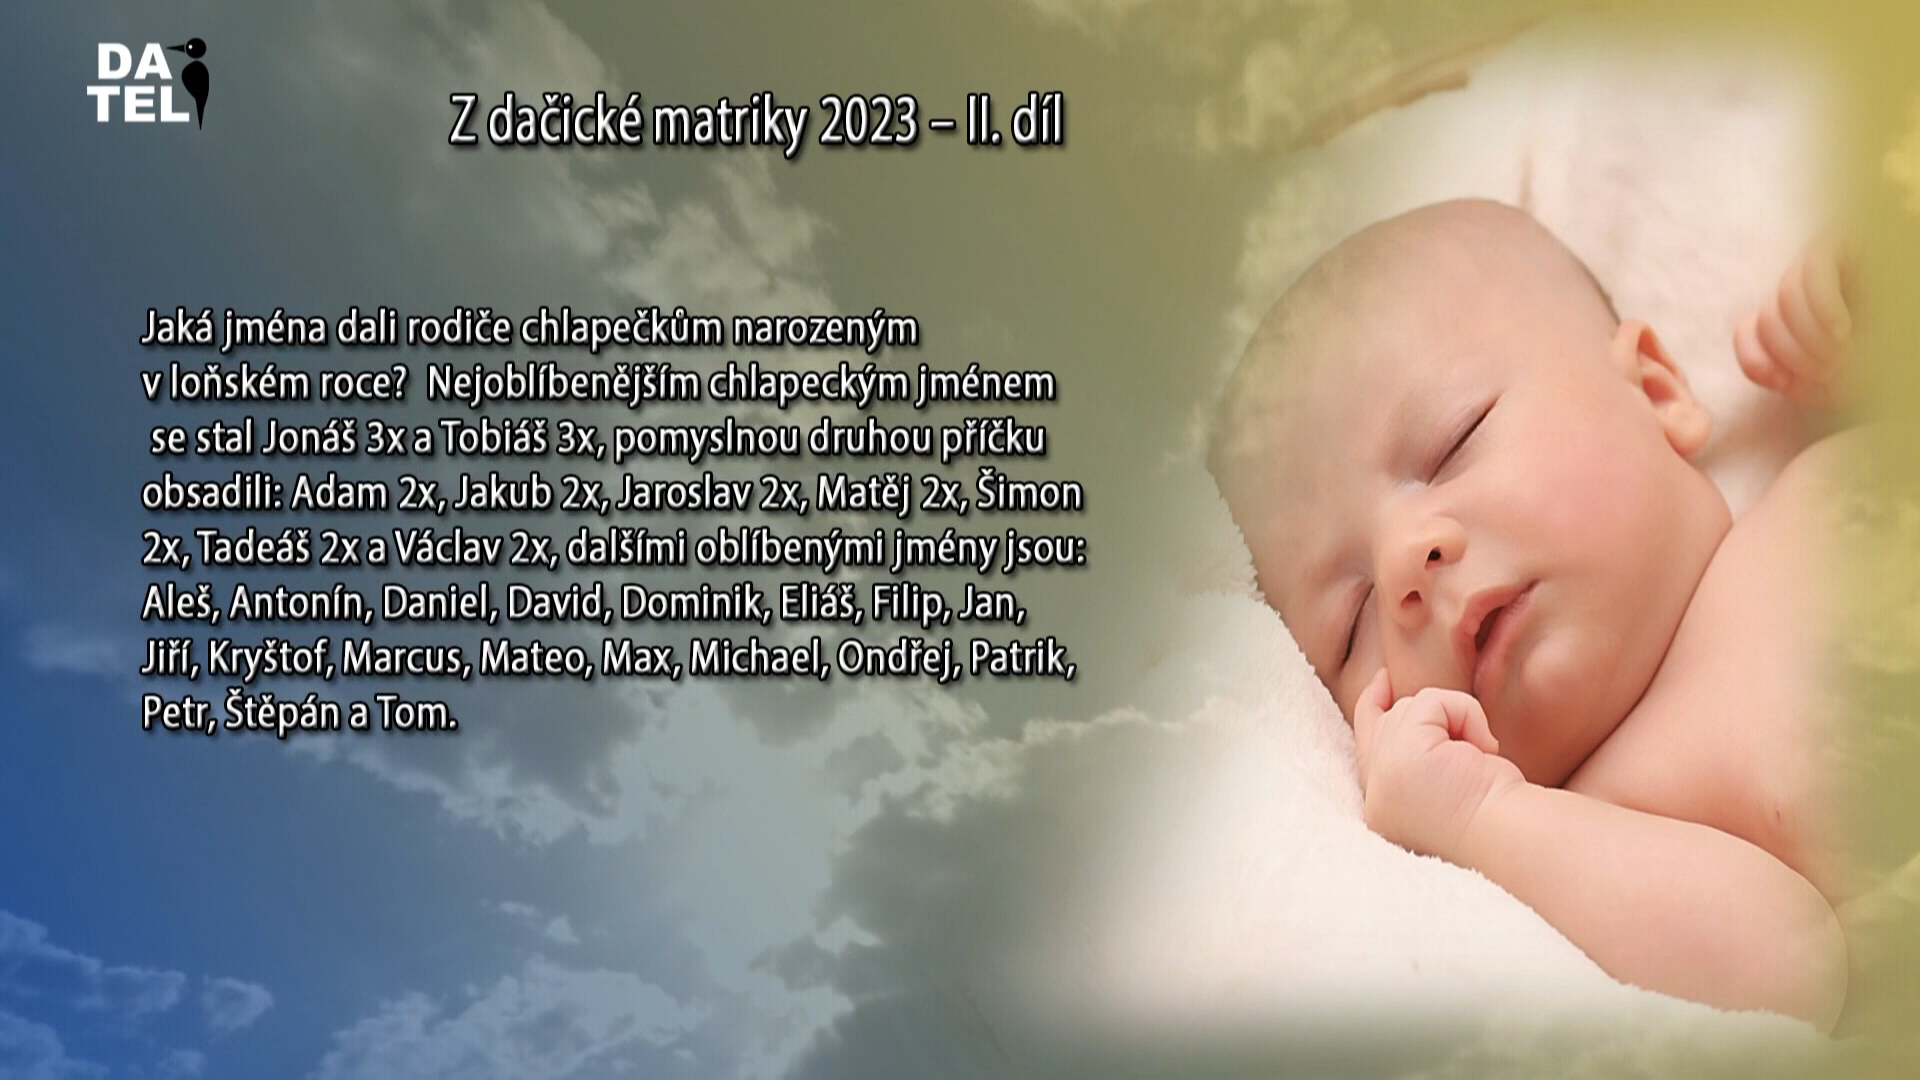 DA
TEL
Z dačické matriky 2023 – II. díl
Jaká jména dali rodiče chlapečkům narozeným
v loňském roce? Nejoblíbenějším chlapeckým jménem
se stal Jonáš 3x a Tobiáš 3x, pomyslnou druhou příčku
obsadili: Adam 2x, Jakub 2x, Jaroslav 2x, Matěj 2x, Šimon
2x, Tadeáš 2x a Václav 2x, dalšími oblíbenými jmény jsou:
Aleš, Antonín, Daniel, David, Dominik, Eliáš, Filip, Jan,
Jiří, Kryštof, Marcus, Mateo, Max, Michael, Ondřej, Patrik,
Petr, Štěpán a Tom.